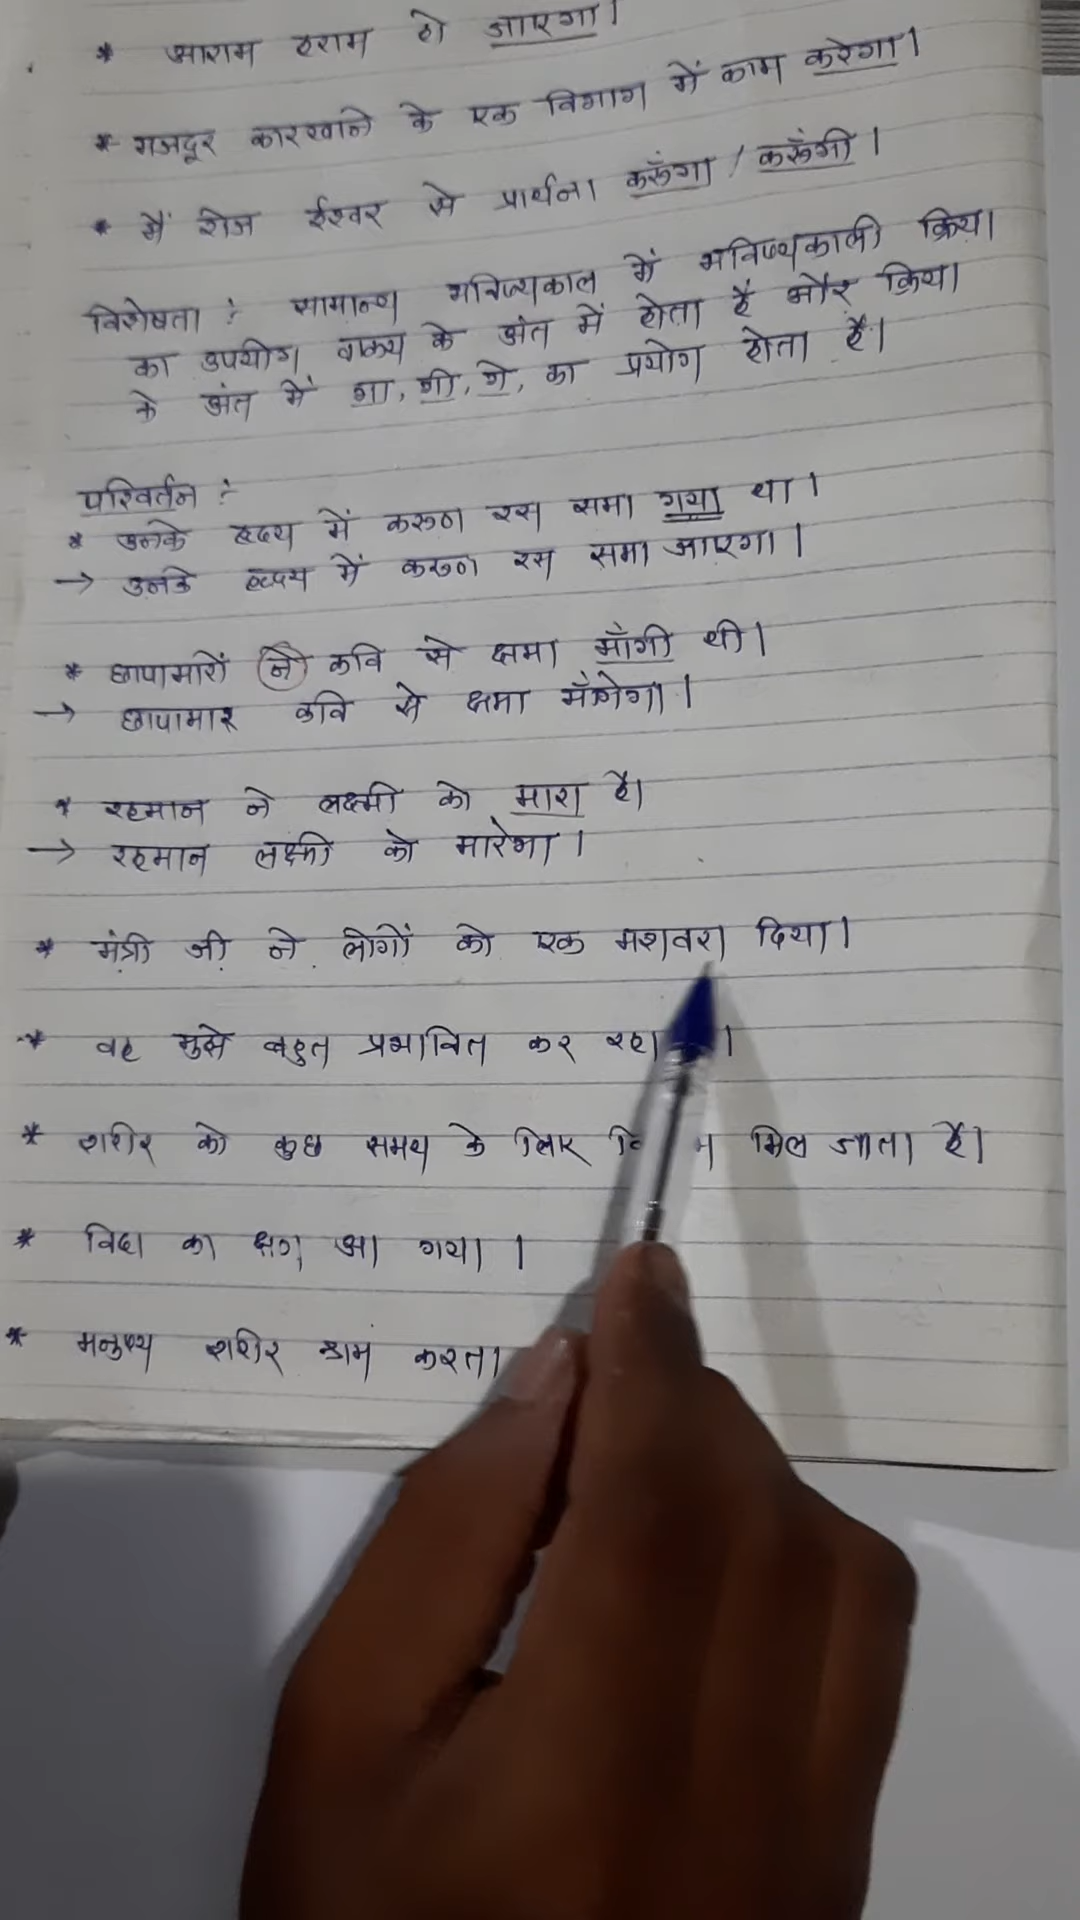 * आराम हराम हो जाएगा।
* मजदूर कारखाने के एक विभाग में काम करेगा।
* मैं रोज ईश्वर से प्रार्थना करुँगा / करुँगी।
विशेषता : सामान्य भविष्यकाल में भविष्यकाली क्रिया
का उपयोग वाक्य के अंत में होता है और क्रिया
के अंत में गा, गी, गे, का प्रयोग होता है।
परिवर्तन :
* उनके हृदय में करुण रस समा गया था।
→ उनके हृदय में करुण रस समा जाएगा।
* छापामारों ने कवि से क्षमा माँगी थी।
→ छापामार कवि से क्षमा माँगेगा।
* रहमान ने लक्ष्मी को मारा है।
→ रहमान लक्ष्मी को मारेगा।
* मंत्री जी ने लोगों को एक मशवरा दिया।
* वह मुझे बहुत प्रभावित कर रहा ।
* शरीर को कुछ समय के लिए मिल जाता है।
* विदा का क्षण आ गया ।
* मनुष्य शरीर श्रम करता